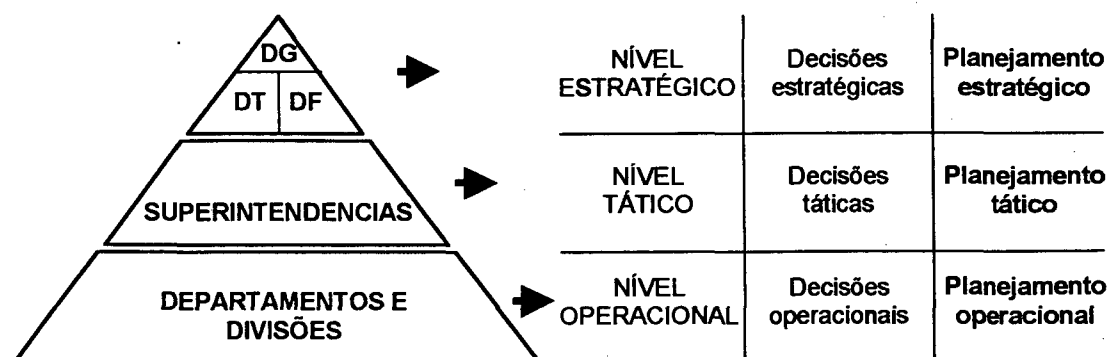 DG
DT DF
NÍVEL
ESTRATÉGICO
Decisões
estratégicas
Planejamento
estratégico
SUPERINTENDENCIAS
NÍVEL
TÁTICO
Decisões
táticas
Planejamento
tático
DEPARTAMENTOS E
DIVISÕES
NÍVEL
OPERACIONAL
Decisões
operacionais
Planejamento
operacional